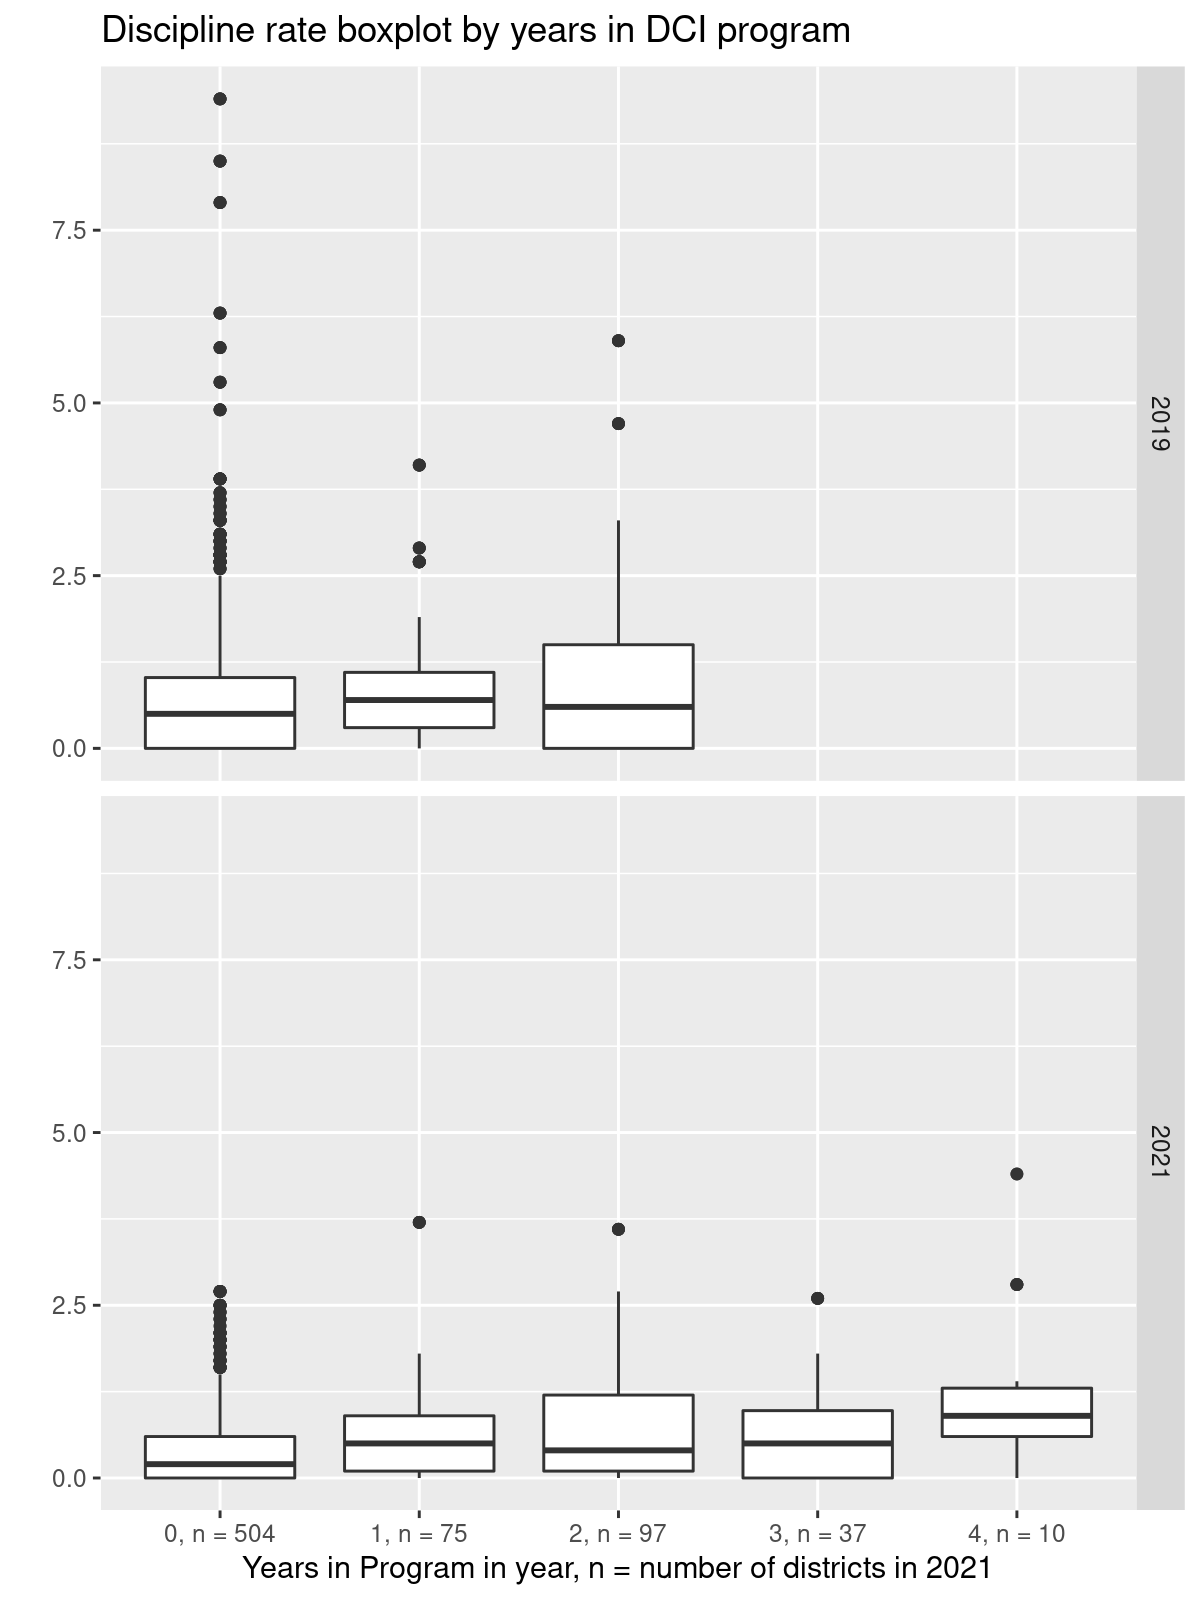 Discipline rate boxplot by years in DCI program
7.5
5.0
2.5
0.0
2019
7.5
5.0
2.5
0.0
2021
0, n = 504
1, n = 75
2, n = 97
3, n = 37
4, n = 10
Years in Program in year, n = number of districts in 2021